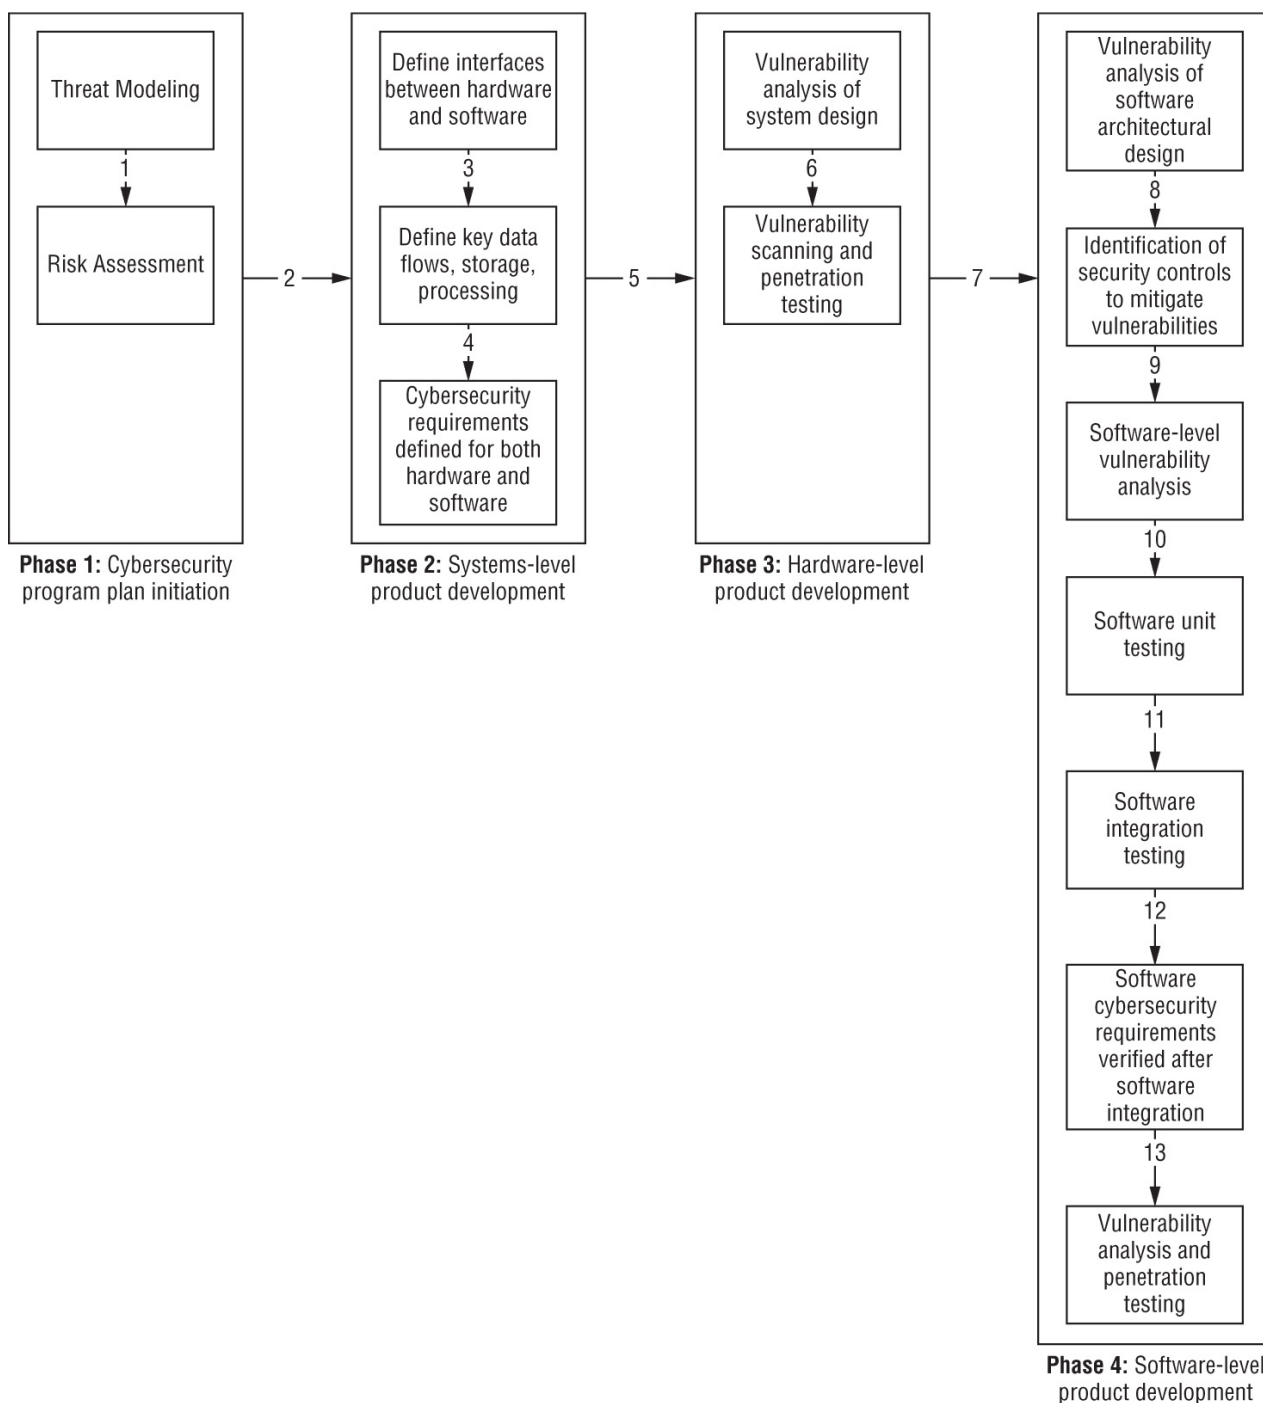 Threat Modeling
1
Risk Assessment
Phase 1: Cybersecurity
program plan initiation
2
Define interfaces
between hardware
and software
3
Define key data
flows, storage,
processing
4
Cybersecurity
requirements
defined for both
hardware and
software
Phase 2: Systems-level
product development
5
Vulnerability
analysis of
system design
6
Vulnerability
scanning and
penetration
testing
Phase 3: Hardware-level
product development
7
Vulnerability
analysis of
software
architectural
design
8
Identification of
security controls
to mitigate
vulnerabilities
9
Software-level
vulnerability
analysis
10
Software unit
testing
11
Software
integration
testing
12
Software
cybersecurity
requirements
verified after
software
integration
13
Vulnerability
analysis and
penetration
testing
Phase 4: Software-level
product development